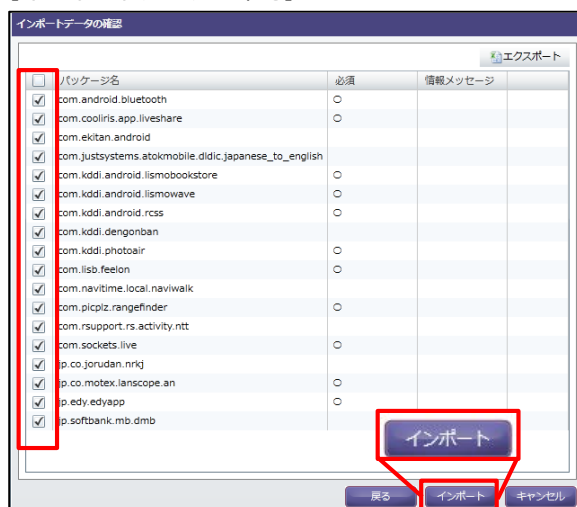 インポートデータの確認
エクスポート
パッケージ名 必須 情報メッセージ
com.android.bluetooth ○
com.cooliris.app.liveshare ○
com.ekitan.android
com.justsystems.atokmobile.dldic.japanese_to_english
com.kddi.android.lismobookstore ○
com.kddi.android.lismowave ○
com.kddi.android.rcss ○
com.kddi.dengonban
com.kddi.photoair ○
com.lisb.feelon ○
com.navitime.local.naviwalk
com.picplz.rangefinder ○
com.rsupport.rs.activity.ntt
com.sockets.live ○
jp.co.jorudan.nrkj
jp.co.motex.lanscope.an ○
jp.edy.edyapp ○
jp.softbank.mb.dmb
インポート
戻る インポート キャンセル